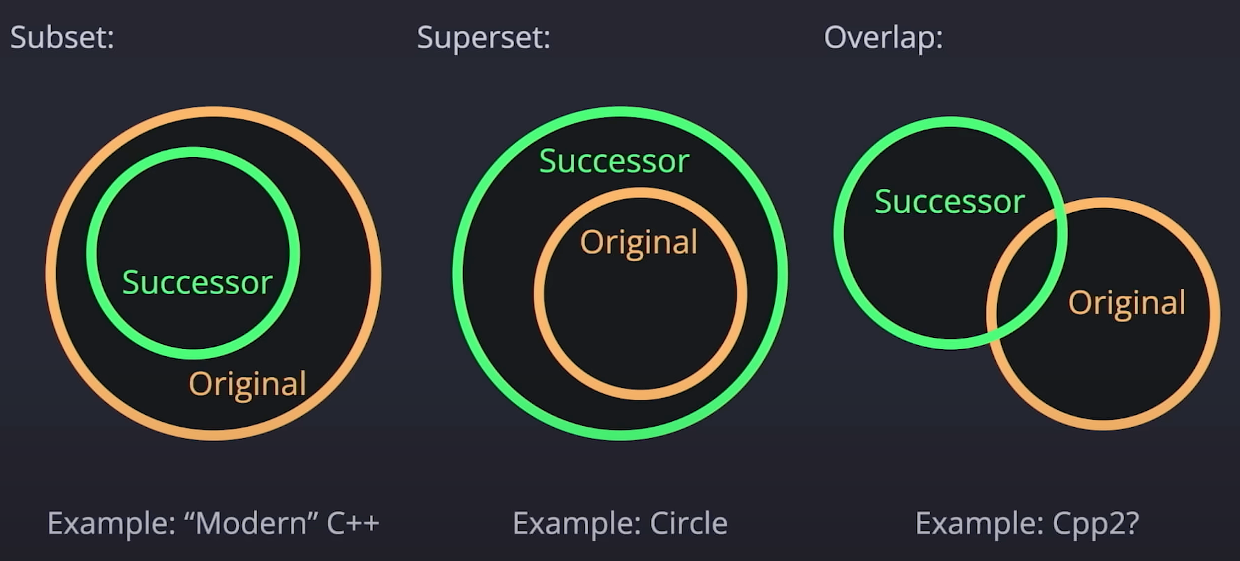 Subset:
Superset:
Overlap:
Successor
Original
Successor
Original
Successor
Original
Example: “Modern” C++
Example: Circle
Example: Cpp2?